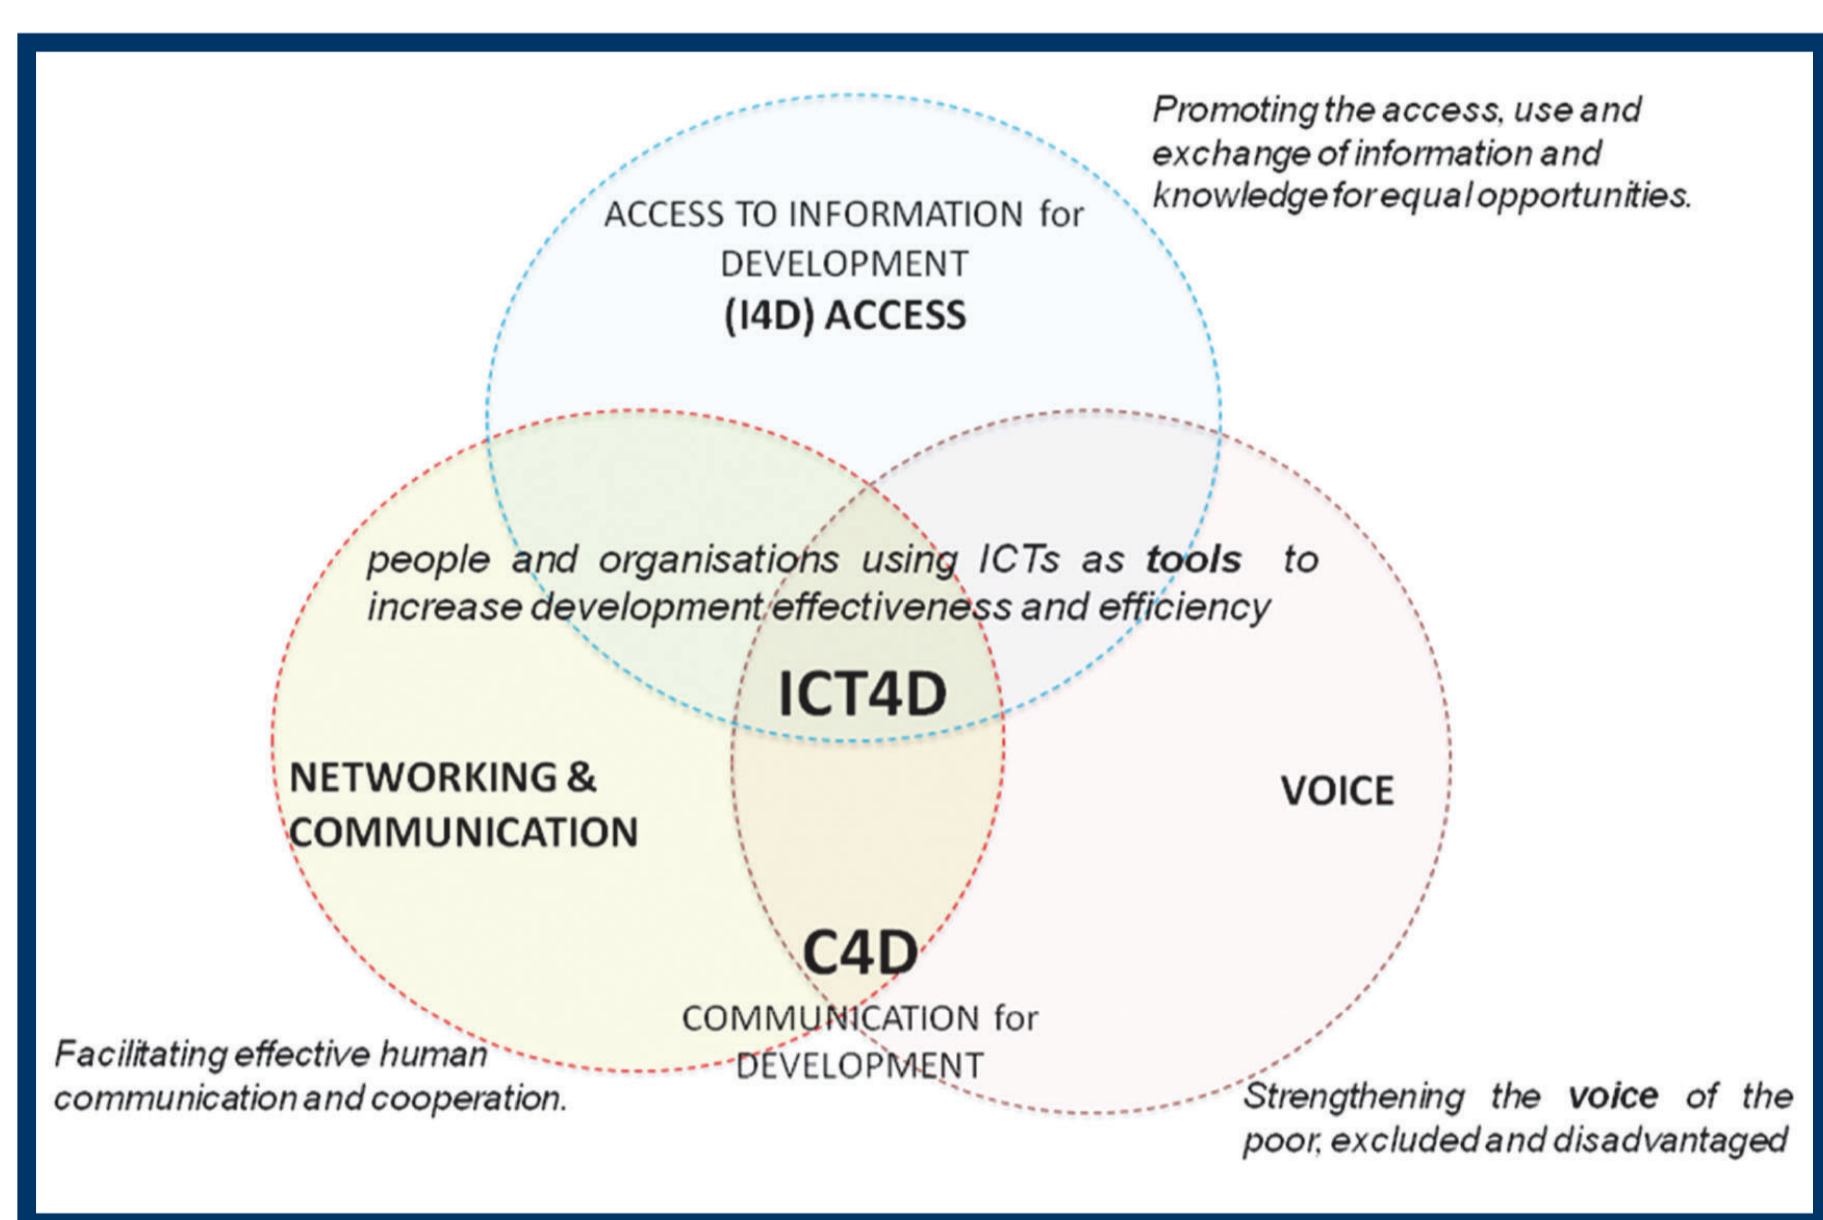 Promoting the access, use and
exchange of information and
knowledge for equal opportunities.
ACCESS TO INFORMATION for
DEVELOPMENT
(I4D) ACCESS
people and organisations using ICTs as tools to
increase development effectiveness and efficiency
ICT4D
NETWORKING &
COMMUNICATION
VOICE
C4D
COMMUNICATION for
DEVELOPMENT
Facilitating effective human
communication and cooperation.
Strengthening the voice of the
poor, excluded and disadvantaged